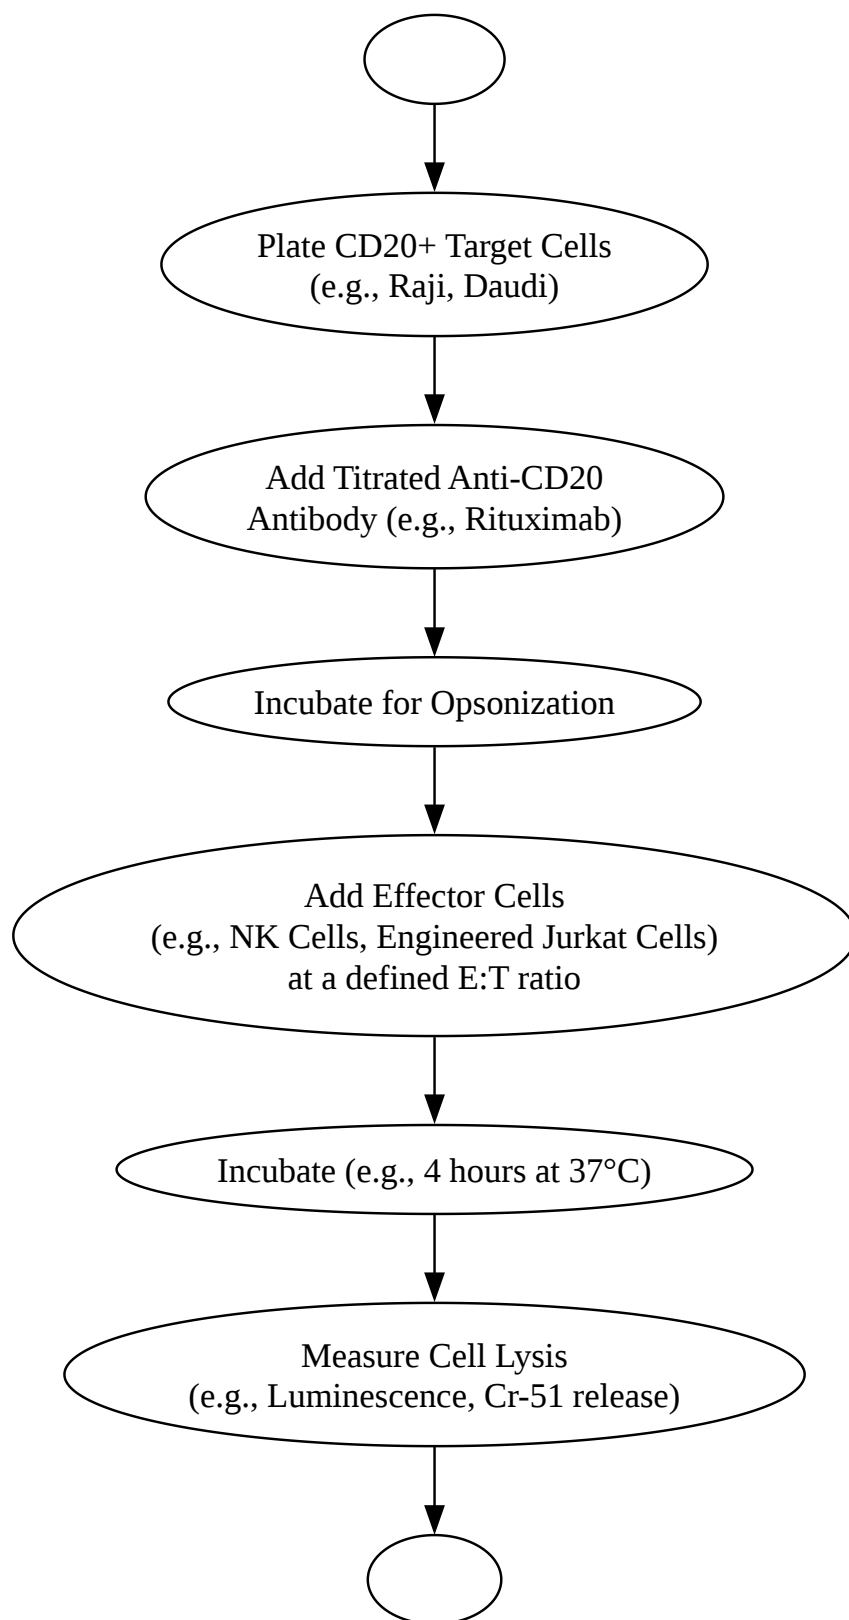 Plate CD20+ Target Cells
(e.g., Raji, Daudi)
Add Titrated Anti-CD20
Antibody (e.g., Rituximab)
Incubate for Opsonization
Add Effector Cells
(e.g., NK Cells, Engineered Jurkat Cells)
at a defined E:T ratio
Incubate (e.g., 4 hours at 37°C)
Measure Cell Lysis
(e.g., Luminescence, Cr-51 release)